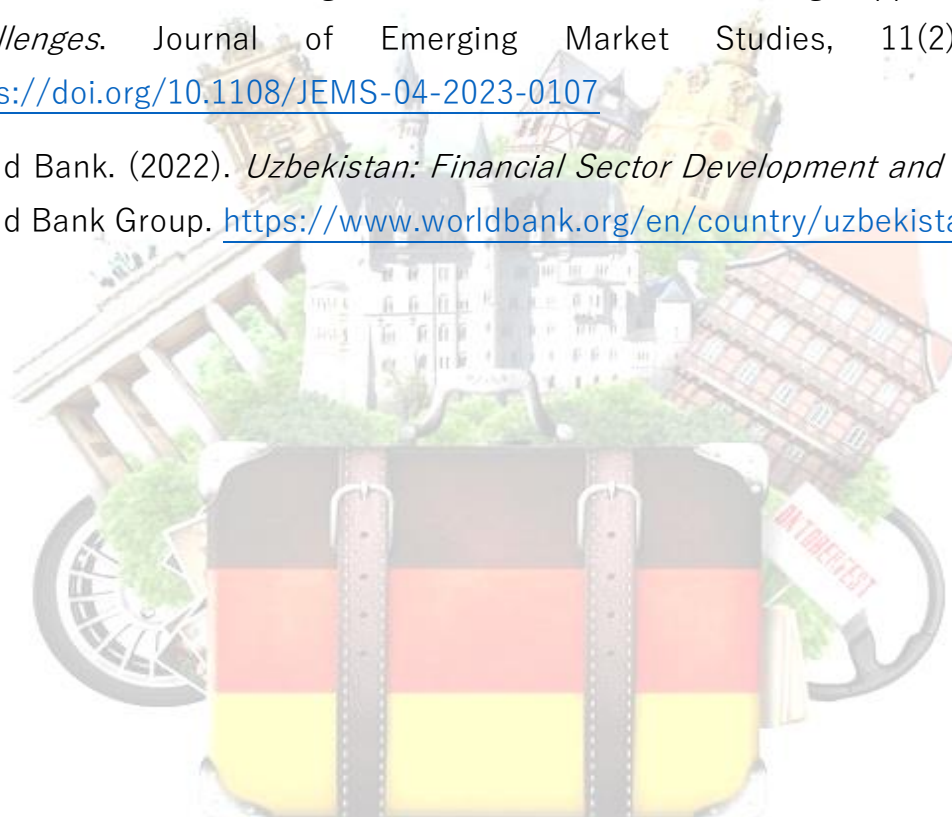 llenges. Journal of Emerging Market Studies, 11(2)
s://doi.org/10.1108/JEMS-04-2023-0107
d Bank. (2022). Uzbekistan: Financial Sector Development and
d Bank Group. https://www.worldbank.org/en/country/uzbekista
OKTOBERFEST